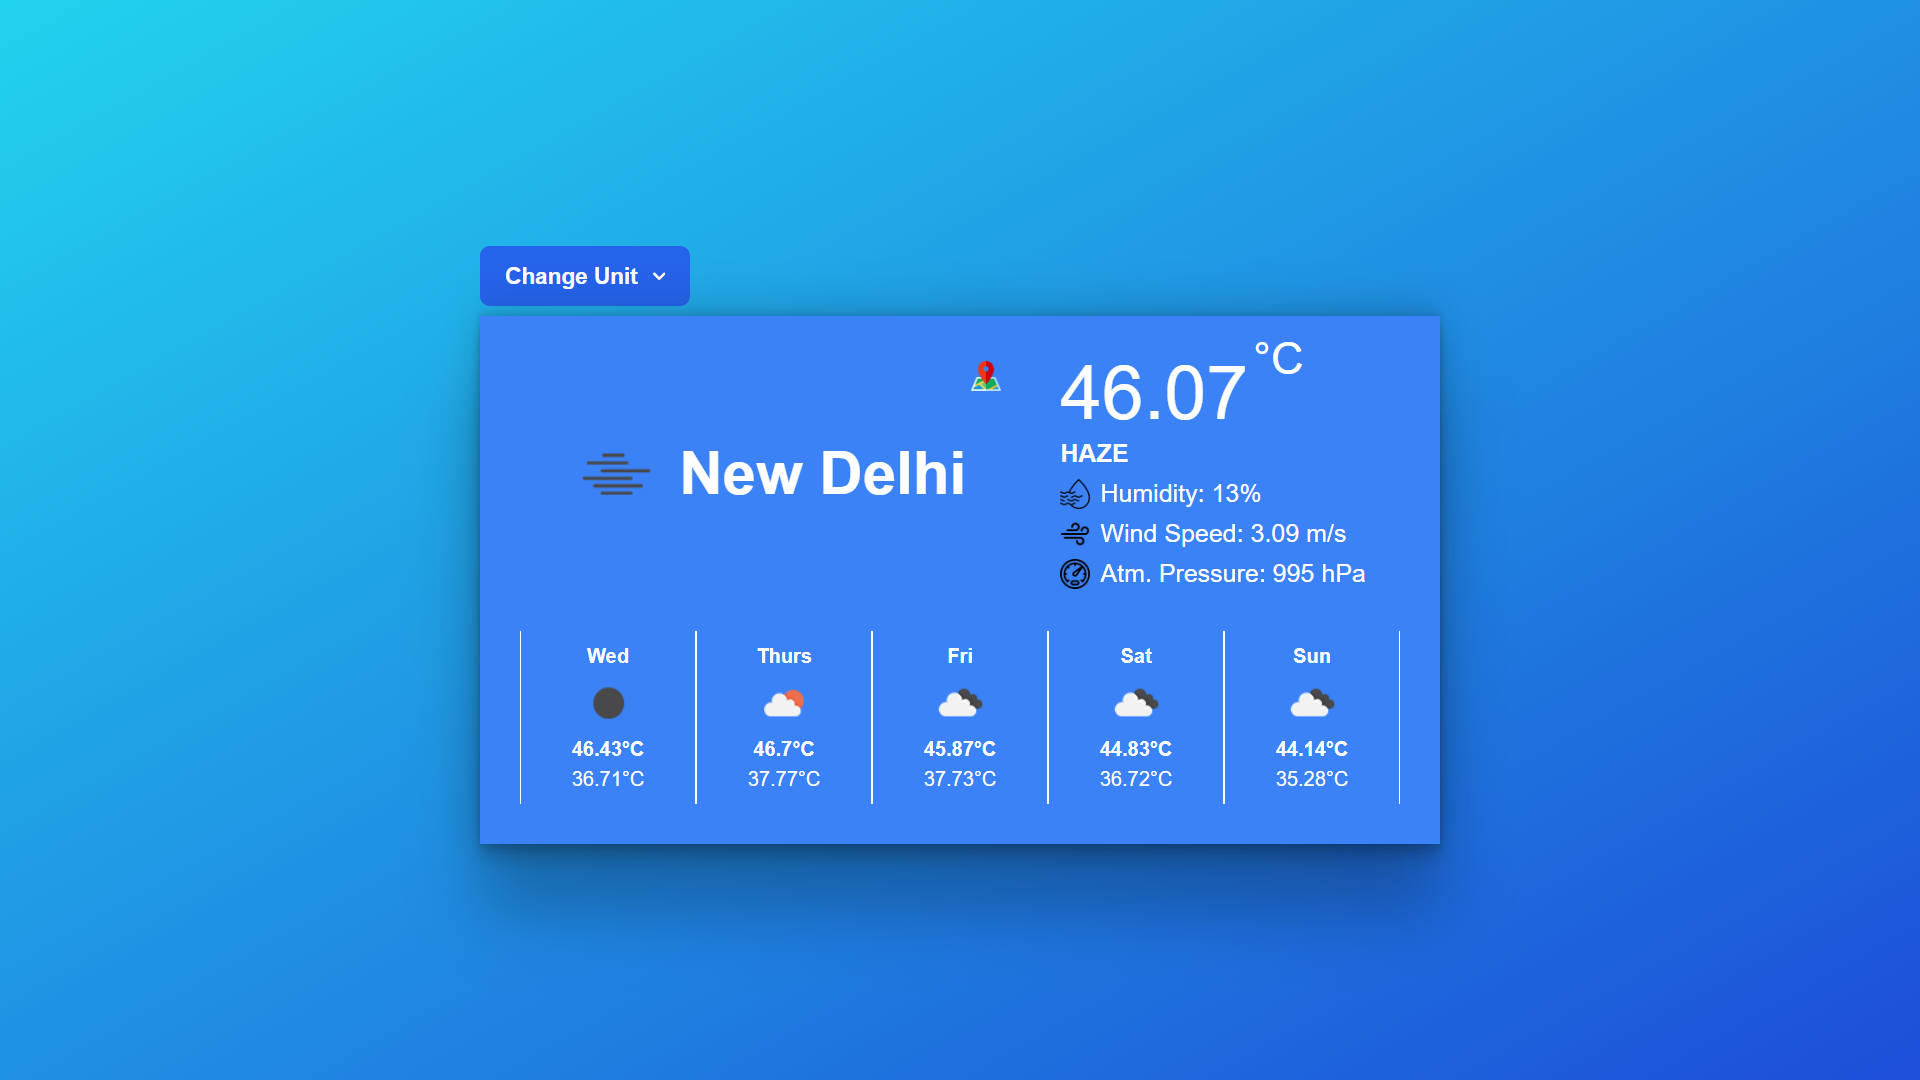 Change Unit
46.07 °C
New Delhi
HAZE
Humidity: 13%
Wind Speed: 3.09 m/s
Atm. Pressure: 995 hPa
Wed
46.43°C
36.71°C
Thurs
46.7°C
37.77°C
Fri
45.87°C
37.73°C
Sat
44.83°C
36.72°C
Sun
44.14°C
35.28°C